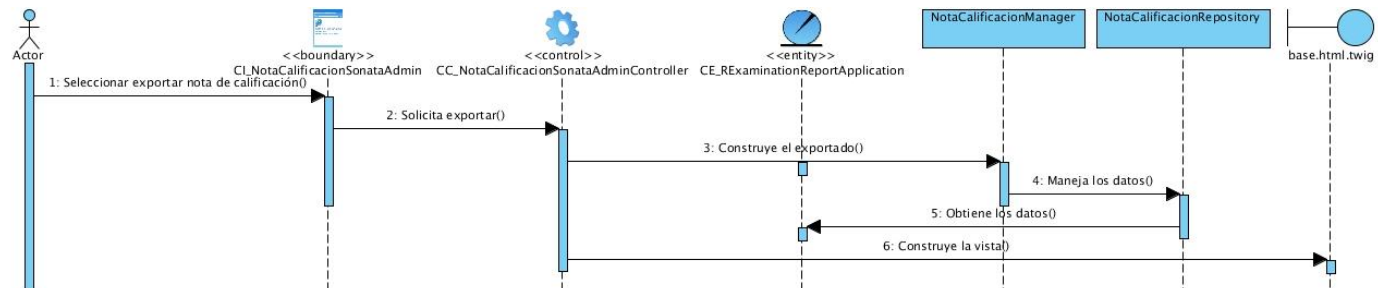 NotaCalificacionManager
NotaCalificacionRepository
Actor
<<boundary>>
CI_NotaCalificacionSonataAdmin
<<control>>
CC_NotaCalificacionSonataAdminController
<<entity>>
CE_RExaminationReportApplication
base.html.twig
1: Seleccionar exportar nota de calificación()
2: Solicita exportar()
3: Construye el exportado()
4: Maneja los datos()
5: Obtiene los datos()
6: Construye la vista()